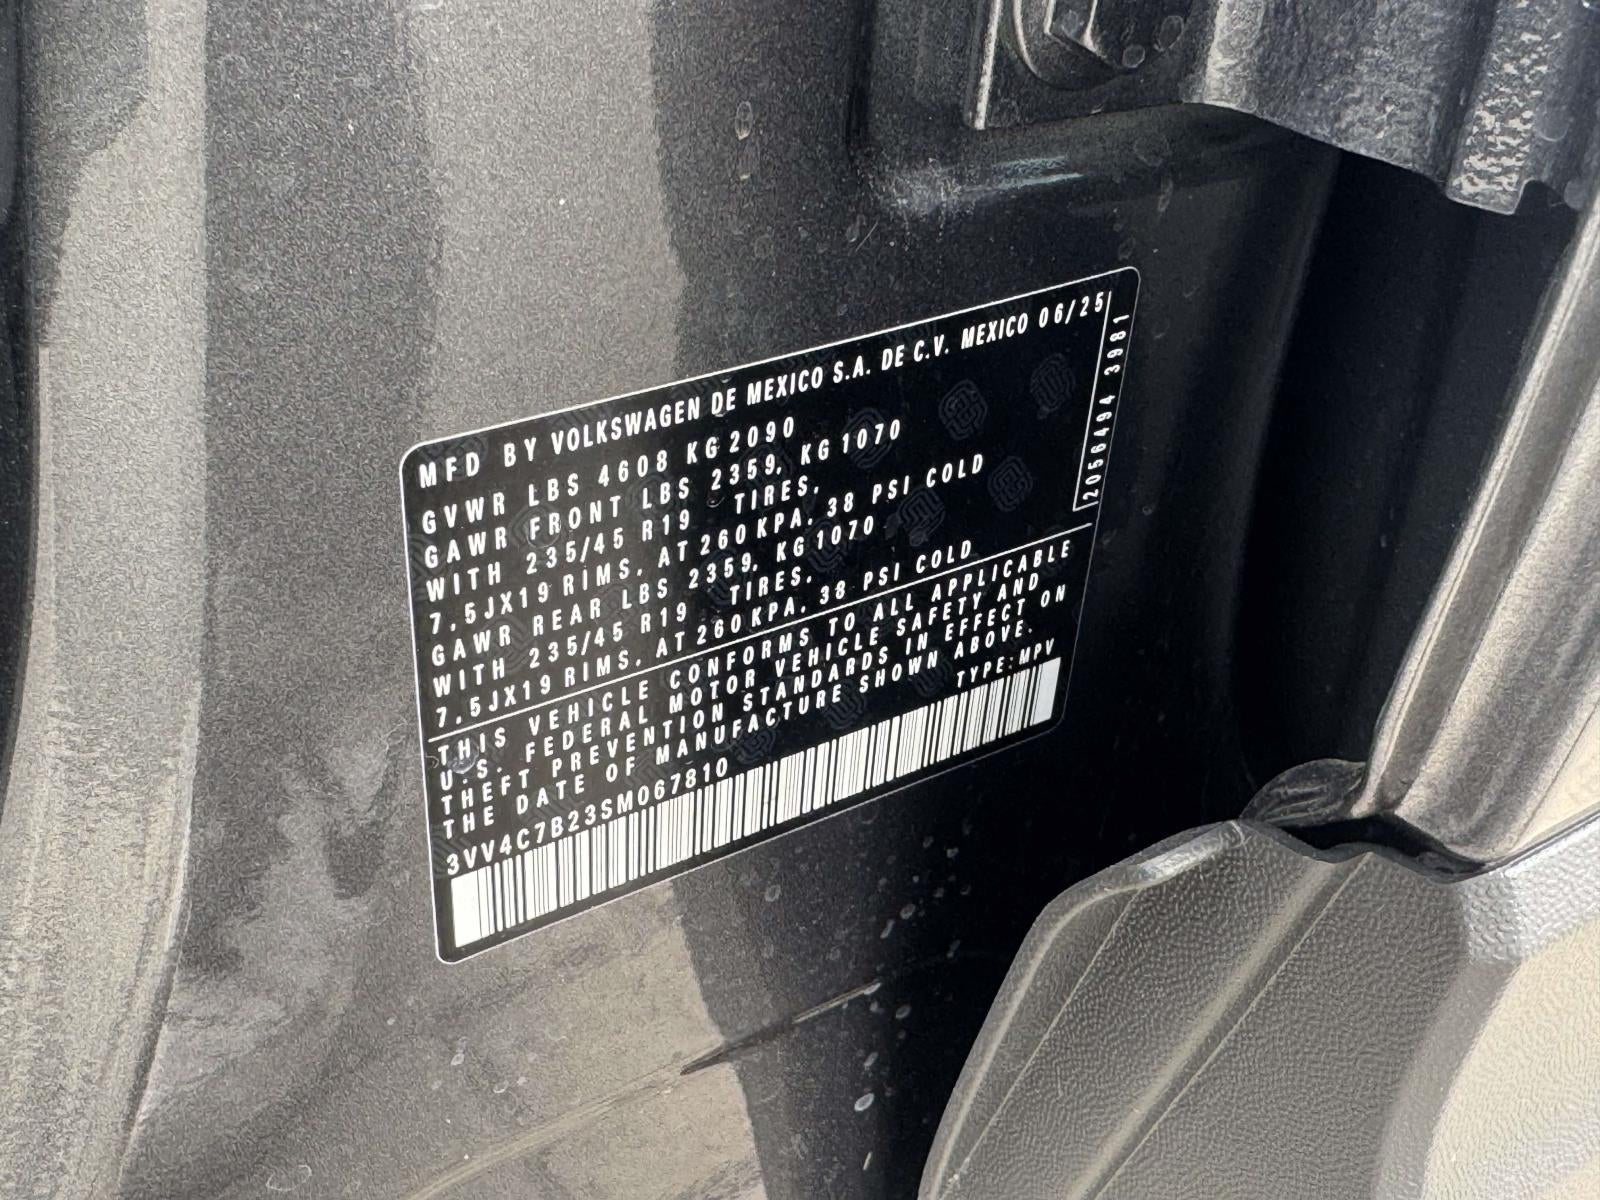 MFD BY VOLKSWAGEN DE MEXICO S.A. DE C.V. MEXICO 06/25
GVWR LBS 4608 KG 2090
GAWR FRONT LBS 2359, KG 1070
WITH 235/45 R19 TIRES,
7,5JX19 RIMS, AT 260 KPA, 38 PSI COLD
GAWR REAR LBS 2359, KG 1070
WITH 235/45 R19 TIRES,
7,5JX19 RIMS, AT 260 KPA, 38 PSI COLD
2056494 3981
THIS VEHICLE CONFORMS TO ALL APPLICABLE
U.S. FEDERAL MOTOR VEHICLE SAFETY AND
THEFT PREVENTION STANDARDS IN EFFECT ON
THE DATE OF MANUFACTURE SHOWN ABOVE.
3VV4C7B23SM067810 TYPE: MPV